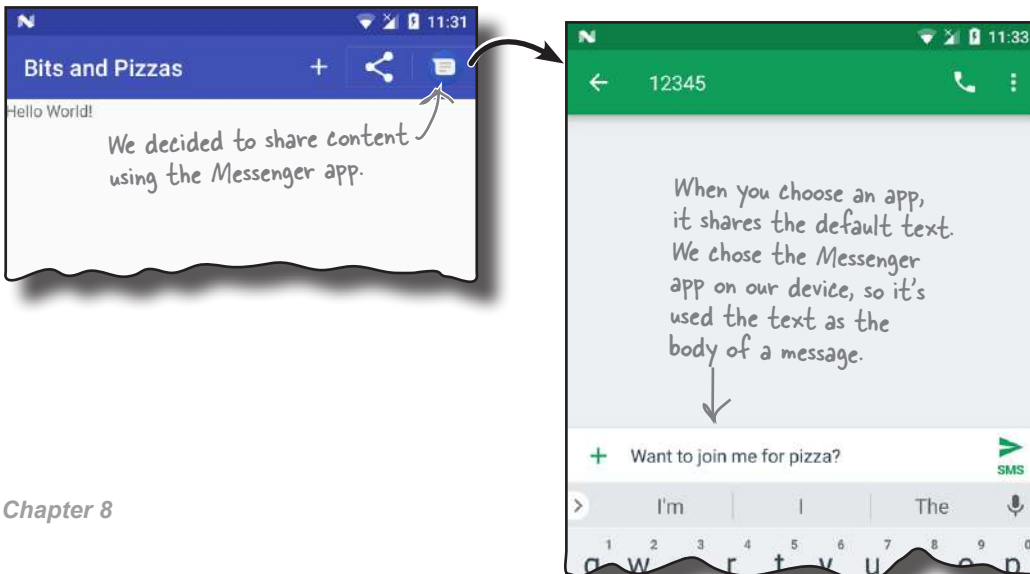 11:31
Bits and Pizzas
+
Hello World!
We decided to share content
using the Messenger app.
11:33
12345
When you choose an app,
it shares the default text.
We chose the Messenger
app on our device, so it's
used the text as the
body of a message.
+ Want to join me for pizza?
SMS
Chapter 8
I'm I The
1 2 3 4 5 6 7 8 9 0
q w r t y u o p